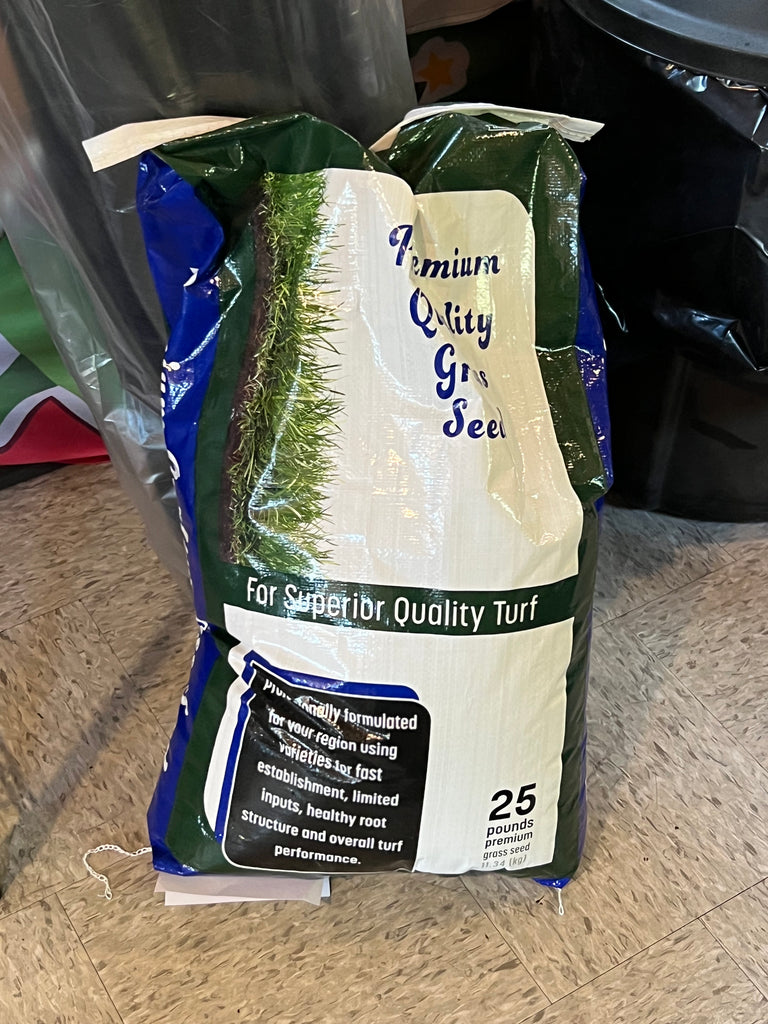 Premium
Quality
Grass
Seed
For Superior Quality Turf
professionally formulated
for your region using
varieties for fast
establishment, limited
inputs, healthy root
structure and overall turf
performance.
25
pounds
premium
grass seed
11.34 (kg)